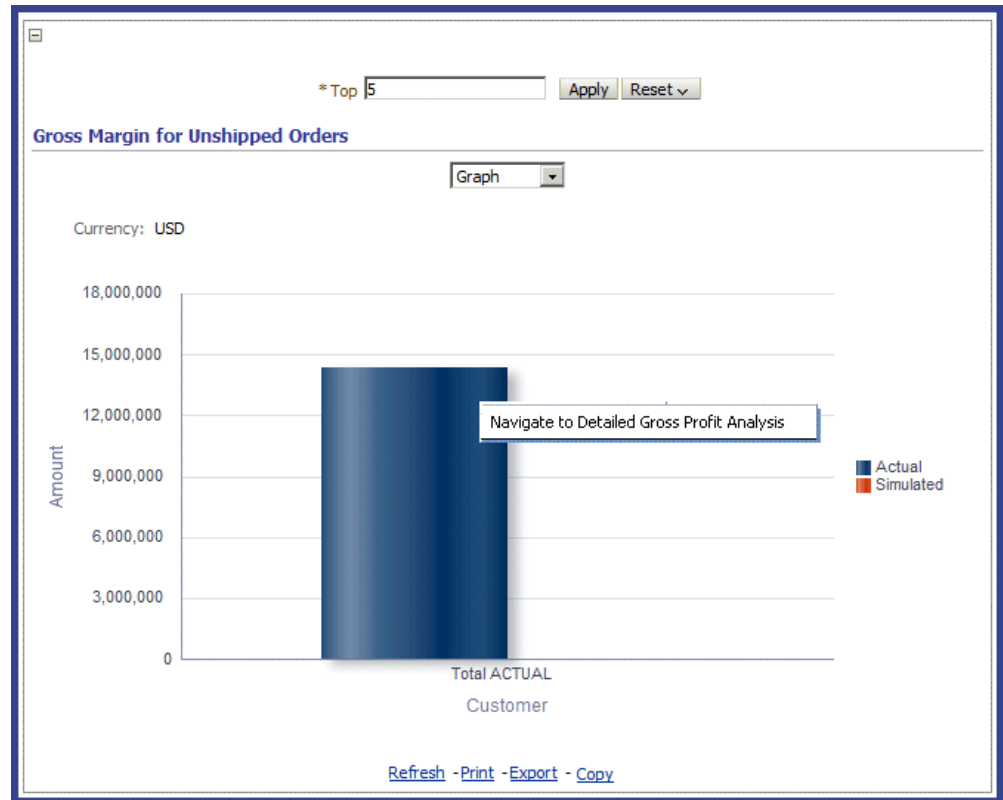 *Top 5 Apply Reset
Gross Margin for Unshipped Orders
Graph
Currency: USD
18,000,000
15,000,000
12,000,000
9,000,000
6,000,000
3,000,000
0
Amount
Navigate to Detailed Gross Profit Analysis
Actual
Simulated
Total ACTUAL
Customer
Refresh - Print - Export - Copy